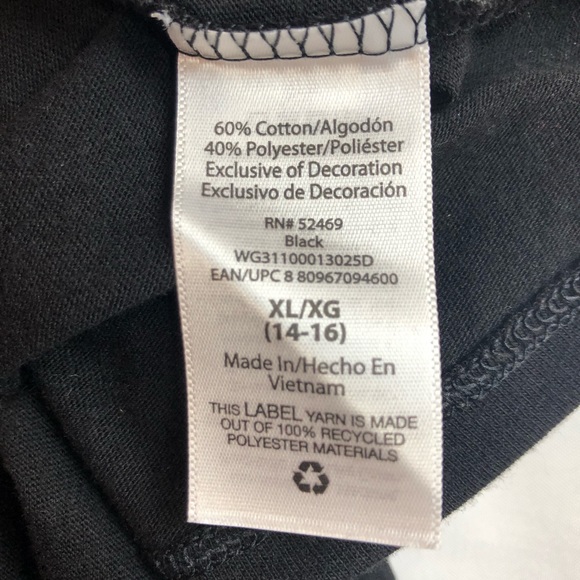 60% Cotton/Algodón
40% Polyester/Poliéster
Exclusive of Decoration
Exclusivo de Decoración
RN# 52469
Black
WG31100013025D
EAN/UPC 8 80967094600
XL/XG
(14-16)
Made In/Hecho En
Vietnam
THIS LABEL YARN IS MADE
OUT OF 100% RECYCLED
POLYESTER MATERIALS